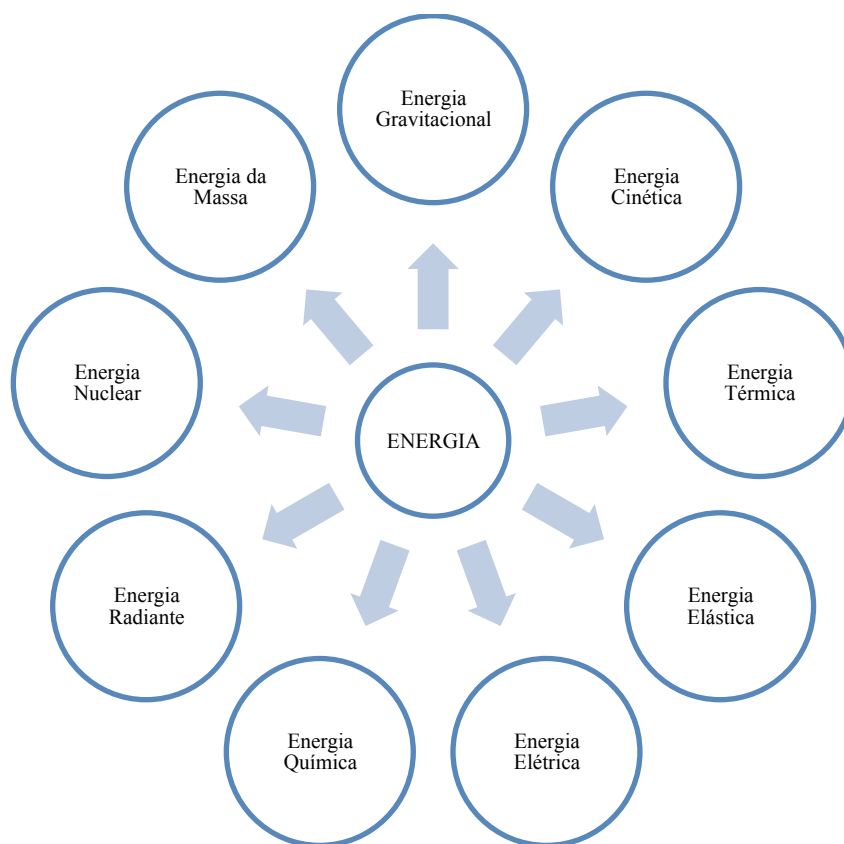 Energia
Gravitacional
Energia
Cinética
Energia
Térmica
Energia
Elástica
Energia
Elétrica
Energia
Química
Energia
Radiante
Energia
Nuclear
Energia da
Massa
ENERGIA